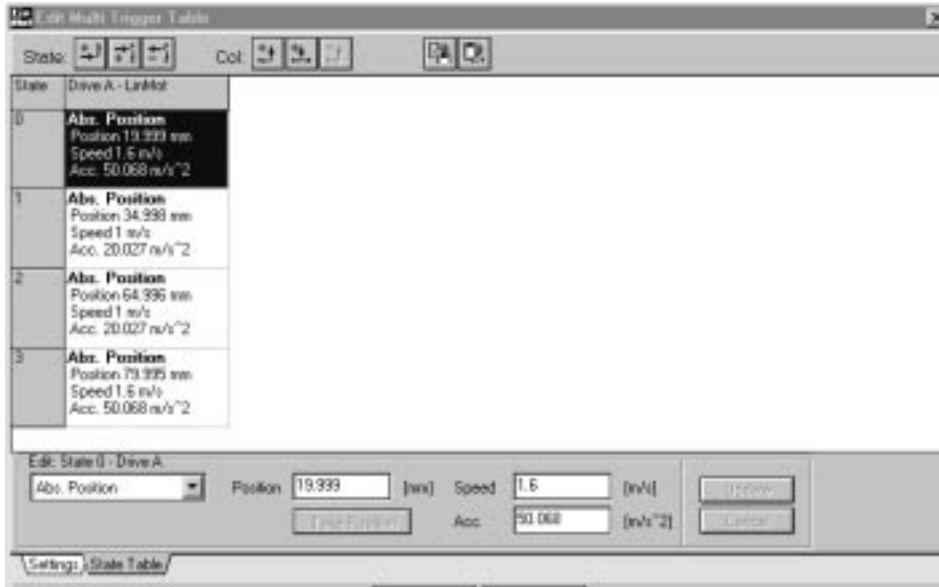 Edit Multi Trigger Table
State: Col:
State Drive A - LinMot
0 Abs. Position
Position 19.999 mm
Speed 1.6 m/s
Acc. 50.068 m/s^2
1 Abs. Position
Position 34.998 mm
Speed 1 m/s
Acc. 20.027 m/s^2
2 Abs. Position
Position 64.996 mm
Speed 1 m/s
Acc. 20.027 m/s^2
3 Abs. Position
Position 79.995 mm
Speed 1.6 m/s
Acc. 50.068 m/s^2
Edit: State 0 - Drive A
Abs. Position Position 19.999 [mm] Speed 1.6 [m/s] Update
Take Position Acc. 50.068 [m/s^2] Cancel
Settings State Table